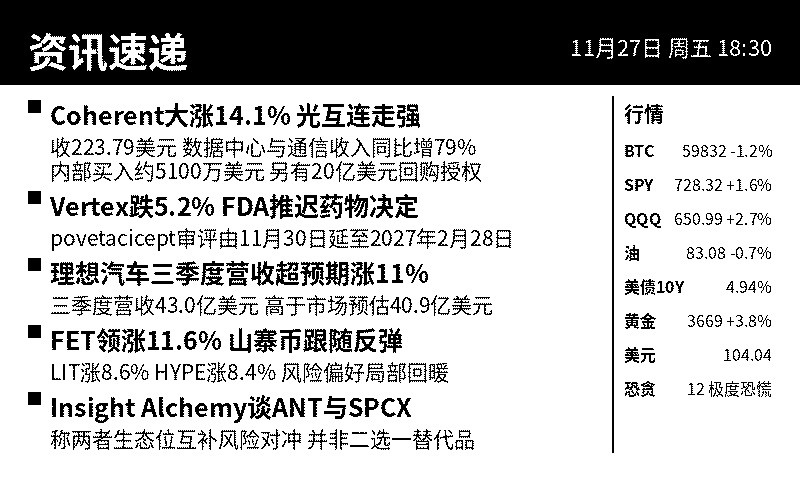 资讯速递
11月27日 周五 18:30
Coherent大涨14.1% 光互连走强
收223.79美元 数据中心与通信收入同比增79%
内部买入约5100万美元 另有20亿美元回购授权
Vertex跌5.2% FDA推迟药物决定
povetacicept审评由11月30日延至2027年2月28日
理想汽车三季度营收超预期涨11%
三季度营收43.0亿美元 高于市场预估40.9亿美元
FET领涨11.6% 山寨币跟随反弹
LIT涨8.6% HYPE涨8.4% 风险偏好局部回暖
Insight Alchemy谈ANT与SPCX
称两者生态位互补风险对冲 并非二选一替代品
行情
BTC 59832 -1.2%
SPY 728.32 +1.6%
QQQ 650.99 +2.7%
油 83.08 -0.7%
美债10Y 4.94%
黄金 3669 +3.8%
美元 104.04
恐贪 12 极度恐慌